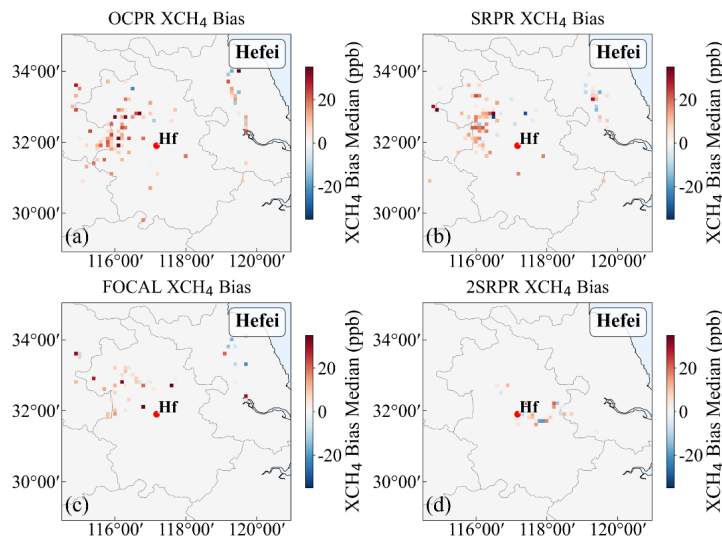 OCPR XCH₄ Bias
SRPR XCH₄ Bias
Hefei
Hefei
34°00′
32°00′
30°00′
34°00′
32°00′
30°00′
Hf
Hf
(a)
(b)
116°00′ 118°00′ 120°00′
116°00′ 118°00′ 120°00′
20
0
−20
XCH₄ Bias Median (ppb)
20
0
−20
XCH₄ Bias Median (ppb)
FOCAL XCH₄ Bias
2SRPR XCH₄ Bias
Hefei
Hefei
34°00′
32°00′
30°00′
34°00′
32°00′
30°00′
Hf
Hf
(c)
(d)
116°00′ 118°00′ 120°00′
116°00′ 118°00′ 120°00′
20
0
−20
XCH₄ Bias Median (ppb)
20
0
−20
XCH₄ Bias Median (ppb)